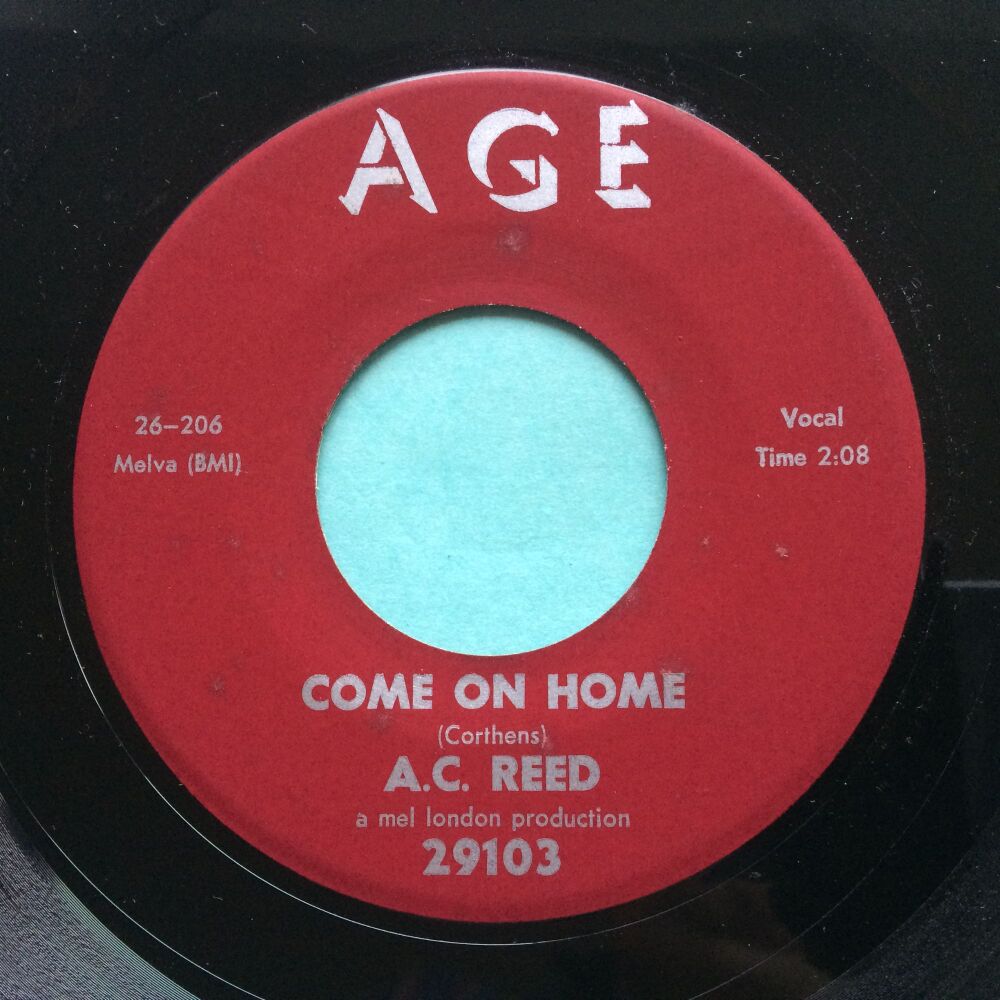 AGE
26-206
Melva (BMI)
Vocal
Time 2:08
COME ON HOME
(Corthens)
A.C. REED
a mel london production
29103